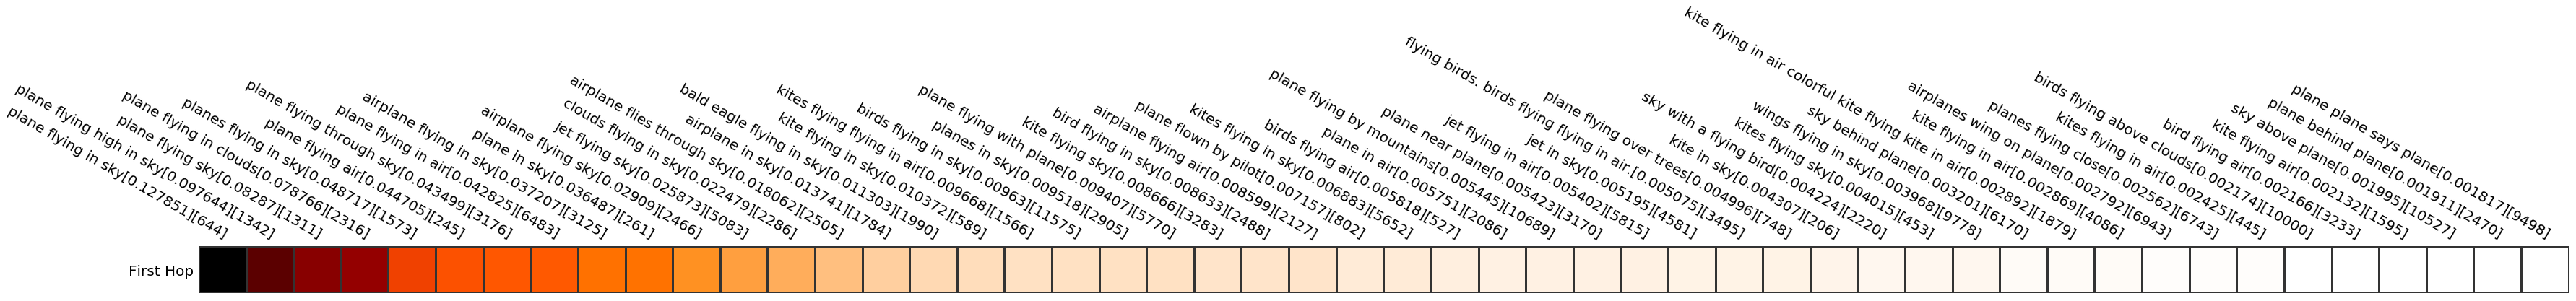 plane flying in sky[0.127851][644]
plane flying high in sky[0.097644][1342]
plane flying sky[0.08287][131]
plane flying in clouds[0.078766][216]
planes flying in sky[0.048717][1573]
plane flying air[0.044705][245]
plane flying through sky[0.043499][3176]
plane flying in air[0.042825][6483]
airplane flying in sky[0.037207][3125]
plane in sky[0.036487][261]
airplane flying sky[0.02909][246]
jet flying sky[0.025873][5083]
clouds flying in sky[0.022479][286]
airplane flies through sky[0.018062][2505]
airplane in sky[0.013741][1784]
bald eagle flying in sky[0.011303][1990]
kite flying in sky[0.010372][589]
kites flying flying in air[0.009668][1566]
birds flying in sky[0.00963][11575]
planes in sky[0.009518][2905]
plane flying with plane[0.009407][770]
kite flying sky[0.008666][283]
bird flying in sky[0.008633][2488]
airplane flying air[0.008599][127]
plane flown by pilot[0.007157][802]
kites flying in sky[0.006883][652]
birds flying air[0.005818][527]
plane in air[0.005751][2086]
plane flying by mountains[0.005445][10689]
plane near plane[0.005423][3170]
jet flying in air[0.005402][815]
jet in sky[0.005195][4581]
flying birds. birds flying flying in air.[0.005075][3495]
plane flying over trees[0.004996][748]
kite in sky[0.004307][206]
sky with a flying bird[0.004224][2220]
kites flying sky[0.004015][453]
wings flying in sky[0.003968][9778]
sky behind plane[0.003201][6170]
kite flying in air colorful kite flying kite in air[0.002892][1879]
kite flying in air[0.002869][4086]
airplanes wing on plane[0.002792][6943]
planes flying close[0.002562][6743]
kites flying in air[0.002425][445]
birds flying above clouds[0.002174][1000]
bird flying air[0.002166][3233]
kite flying air[0.002132][1595]
sky above plane[0.001995][10527]
plane behind plane[0.001911][2470]
plane plane says plane[0.001817][9498]
First Hop